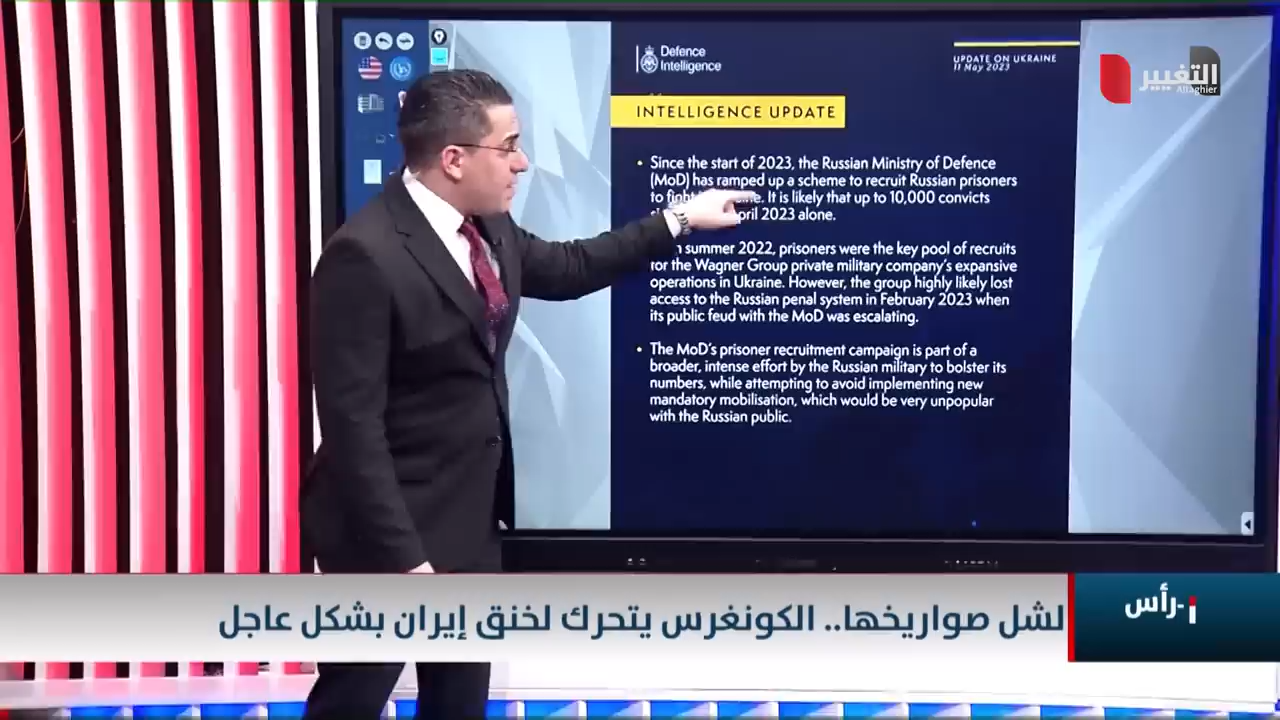 Defence
Intelligence
UPDATE ON UKRAINE
11 May 2023
التغيير
Altaghier
INTELLIGENCE UPDATE
• Since the start of 2023, the Russian Ministry of Defence
(MoD) has ramped up a scheme to recruit Russian prisoners
to fight. It is likely that up to 10,000 convicts
2023 alone.
summer 2022, prisoners were the key pool of recruits
for the Wagner Group private military company's expansive
operations in Ukraine. However, the group highly likely lost
access to the Russian penal system in February 2023 when
its public feud with the MoD was escalating.
• The MoD's prisoner recruitment campaign is part of a
broader, intense effort by the Russian military to bolster its
numbers, while attempting to avoid implementing new
mandatory mobilisation, which would be very unpopular
with the Russian public.
i-رأس
لشل صواريخها.. الكونغرس يتحرك لخنق إيران بشكل عاجل